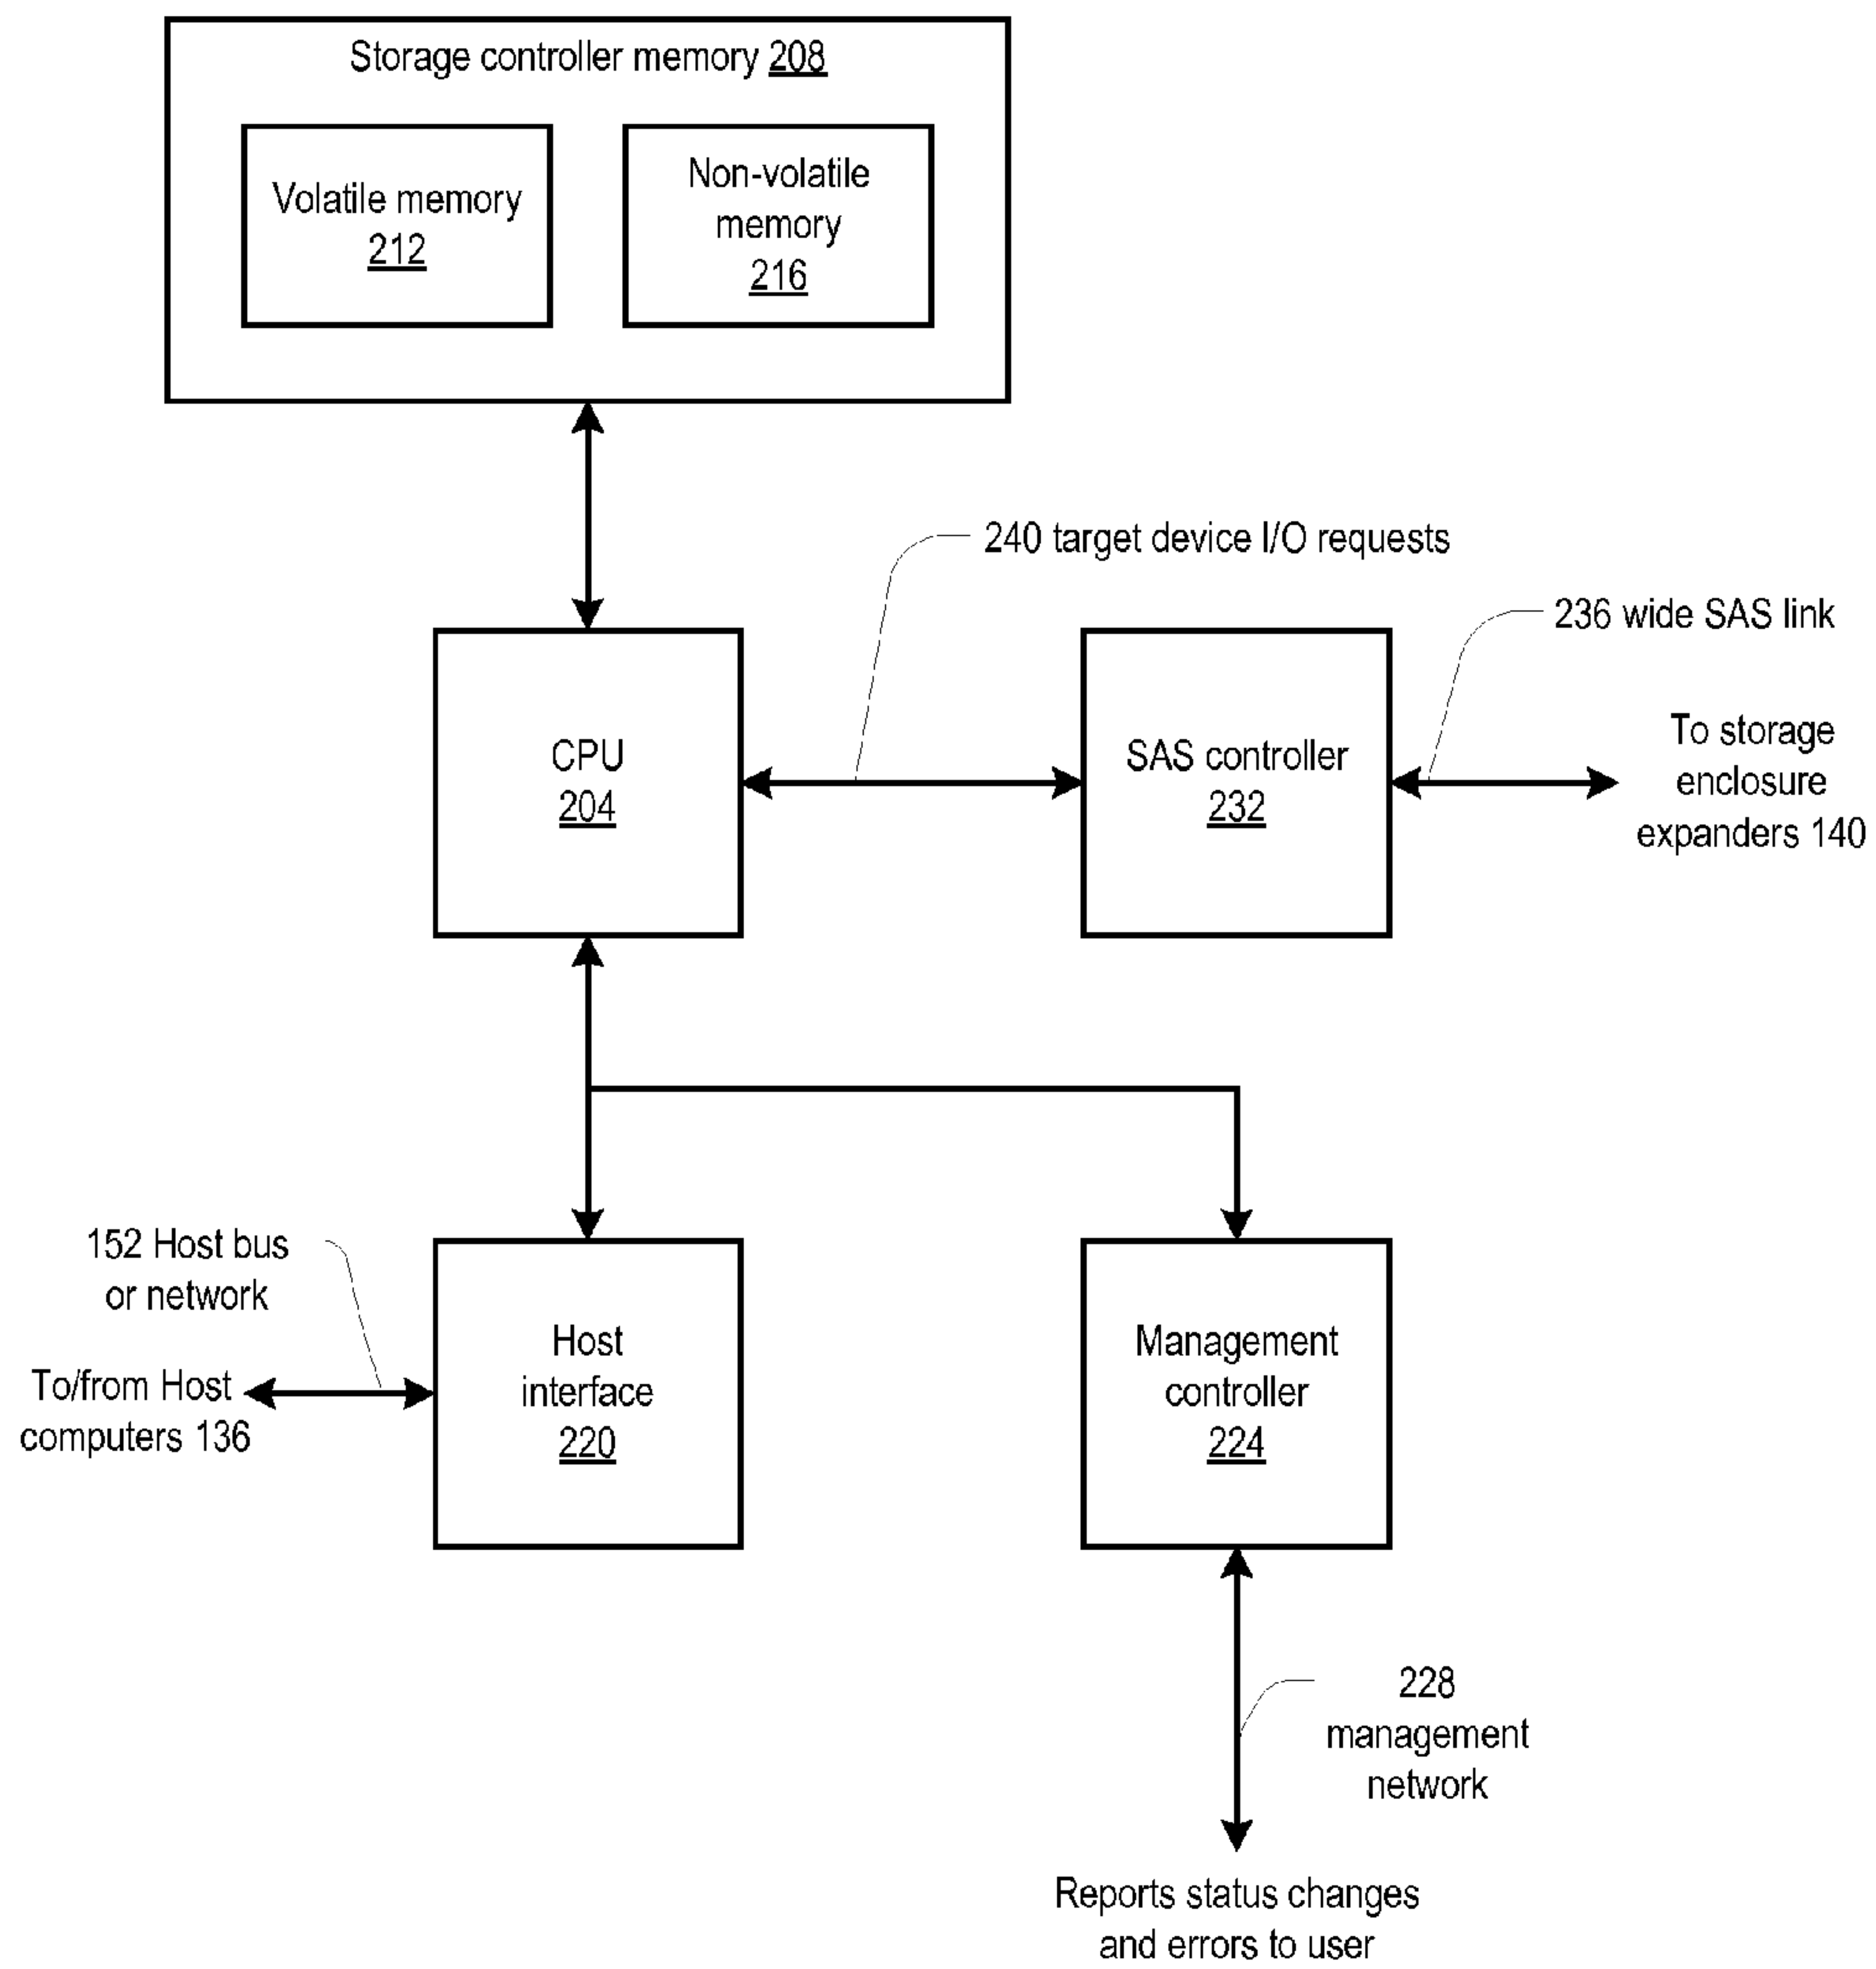 Storage controller memory 208
Volatile memory
212
Non-volatile
memory
216
240 target device I/O requests
236 wide SAS link
CPU
204
SAS controller
232
To storage
enclosure
expanders 140
152 Host bus
or network
To/from Host
computers 136
Host
interface
220
Management
controller
224
228
management
network
Reports status changes
and errors to user